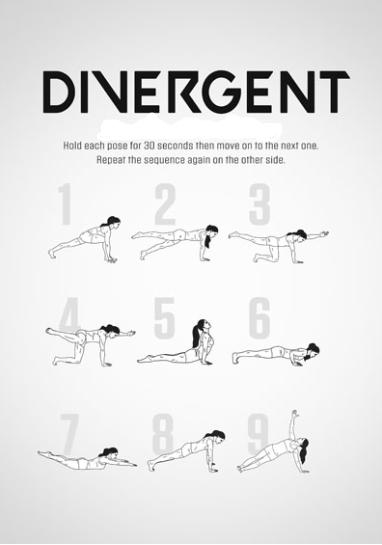 DIVERGENT
Hold each pose for 30 seconds then move on to the next one.
Repeat the sequence again on the other side.
1 2 3
4 5 6
7 8 9